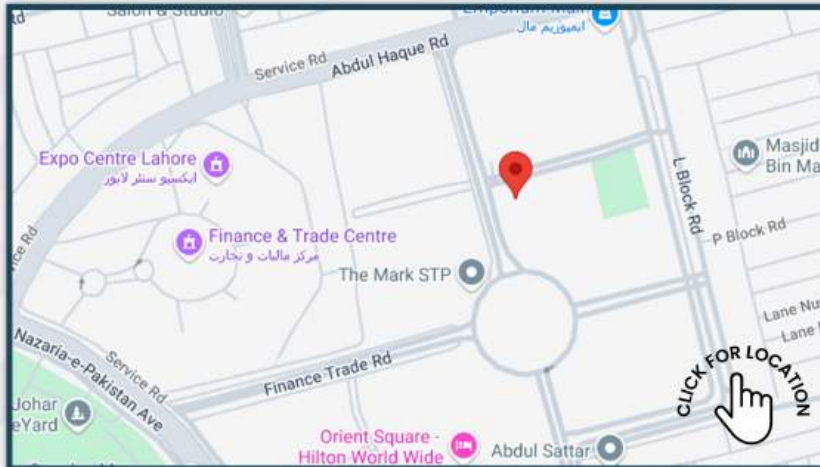 Salon & Studio
Emporium Mall
ایمپوریم مال
Rd
Service Rd
Abdul Haque Rd
Expo Centre Lahore
ایکسپو سنٹر لاہور
Masjid
Bin Ma
L Block Rd
P Block Rd
Finance & Trade Centre
مرکز مالیات و تجارت
The Mark STP
Rd
Lane
Lane
Nazaria-e-Pakistan Ave
Service Rd
Finance Trade Rd
CLICK FOR LOCATION
Johar
eYard
Orient Square -
Hilton World Wide
Abdul Sattar